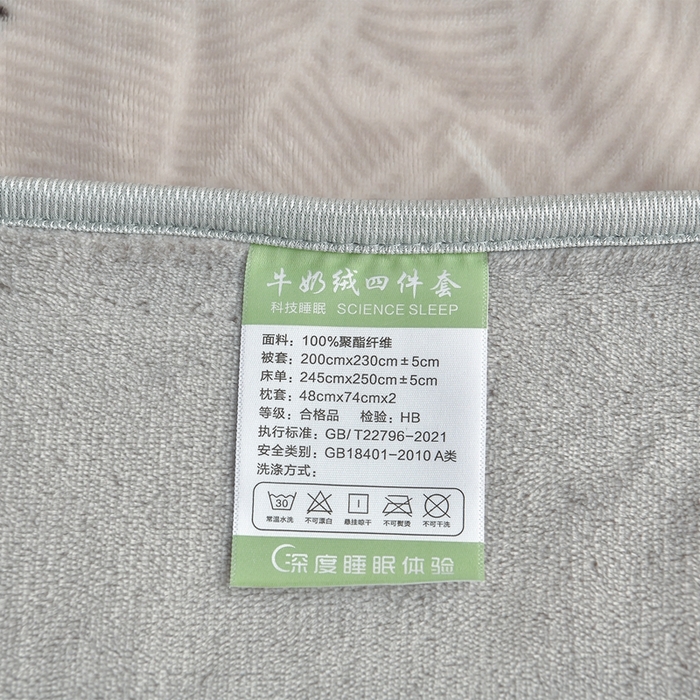 牛奶绒四件套
科技睡眠 SCIENCE SLEEP
面料：100%聚酯纤维
被套：200cmx230cm±5cm
床单：245cmx250cm±5cm
枕套：48cmx74cmx2
等级：合格品 检验：HB
执行标准：GB/T22796-2021
安全类别：GB18401-2010 A类
洗涤方式：
30
常温水洗 不可漂白 悬挂晾干 不可熨烫 不可干洗
深度睡眠体验